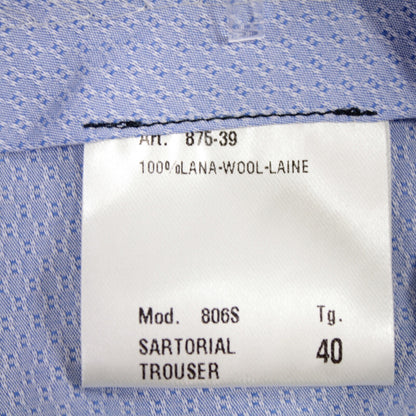 Art. 875-39
100%LANA-WOOL-LAINE
Mod. 806S Tg.
SARTORIAL 40
TROUSER